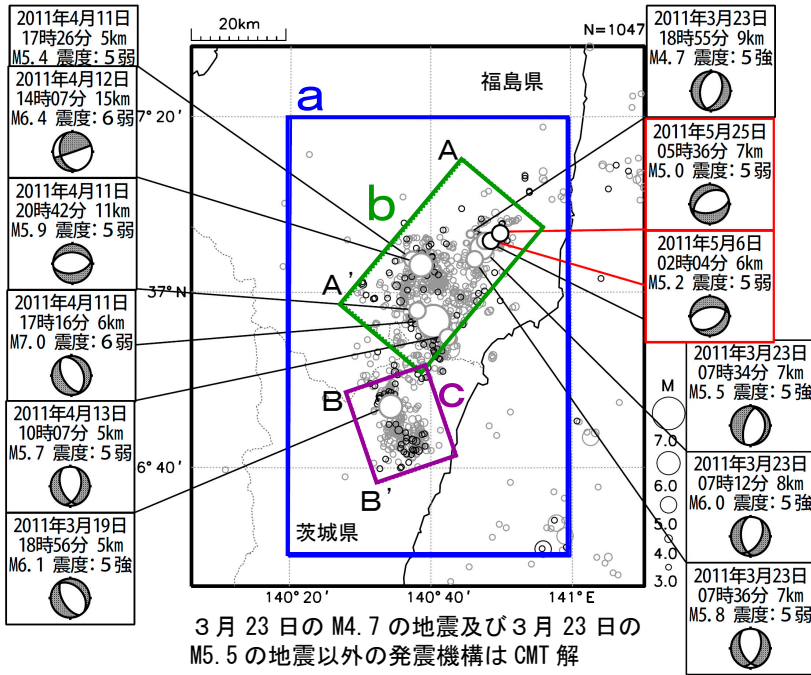 2011年4月11日
17時26分 5km
M5.4 震度:5弱
2011年4月12日
14時07分 15km
M6.4 震度:6弱
2011年4月11日
20時42分 11km
M5.9 震度:5弱
2011年4月11日
17時16分 6km
M7.0 震度:6弱
2011年4月13日
10時07分 5km
M5.7 震度:5弱
2011年3月19日
18時56分 5km
M6.1 震度:5強
20km
N=1047
福島県
a
A
b
A'
B
c
B'
茨城県
7°20'
37°N
6°40'
140°20'
140°40'
141°E
2011年3月23日
18時55分 9km
M4.7 震度:5強
2011年5月25日
05時36分 7km
M5.0 震度:5弱
2011年5月6日
02時04分 6km
M5.2 震度:5弱
2011年3月23日
07時34分 7km
M5.5 震度:5強
2011年3月23日
07時12分 8km
M6.0 震度:5強
2011年3月23日
07時36分 7km
M5.8 震度:5弱
M
7.0
6.0
5.0
4.0
3.0
3月23日のM4.7の地震及び3月23日の
M5.5の地震以外の発震機構はCMT解